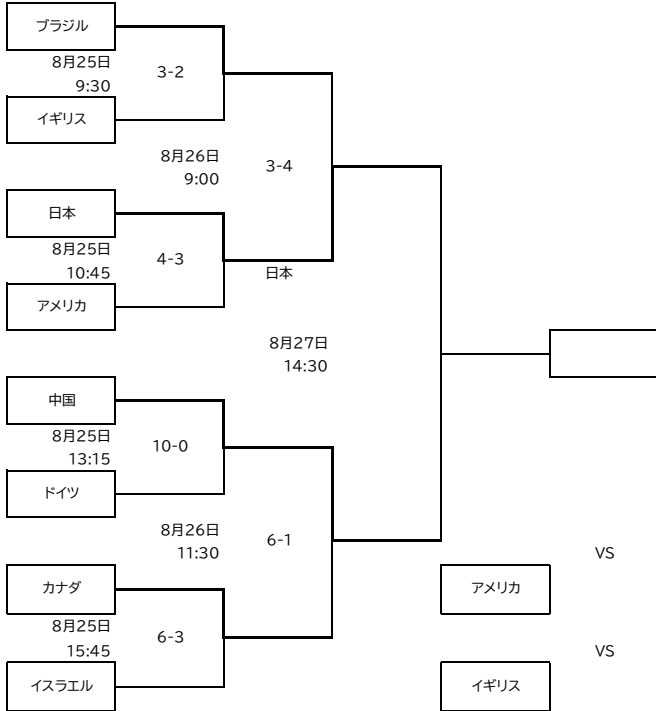 ブラジル
8月25日
9:30
3-2
イギリス
8月26日
9:00
3-4
日本
8月25日
10:45
4-3
日本
アメリカ
8月27日
14:30
中国
8月25日
13:15
10-0
ドイツ
8月26日
11:30
6-1
VS
カナダ
アメリカ
8月25日
15:45
6-3
VS
イスラエル
イギリス